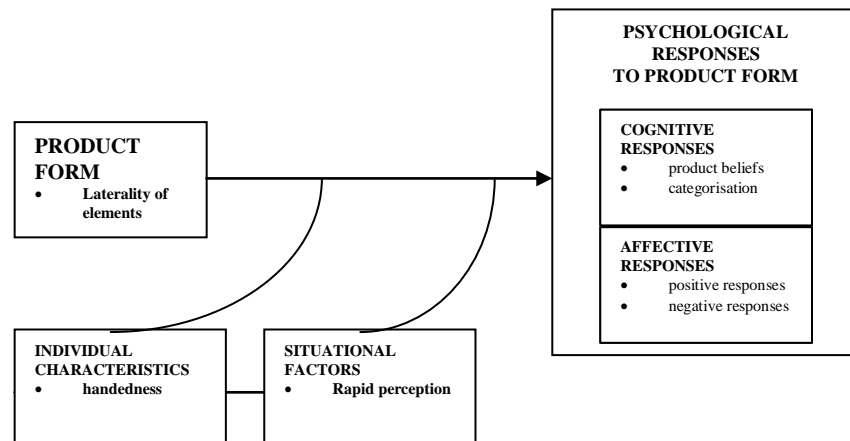 PSYCHOLOGICAL
RESPONSES
TO PRODUCT FORM
PRODUCT
FORM
• Laterality of
elements
COGNITIVE
RESPONSES
• product beliefs
• categorisation
AFFECTIVE
RESPONSES
• positive responses
• negative responses
INDIVIDUAL
CHARACTERISTICS
• handedness
SITUATIONAL
FACTORS
• Rapid perception